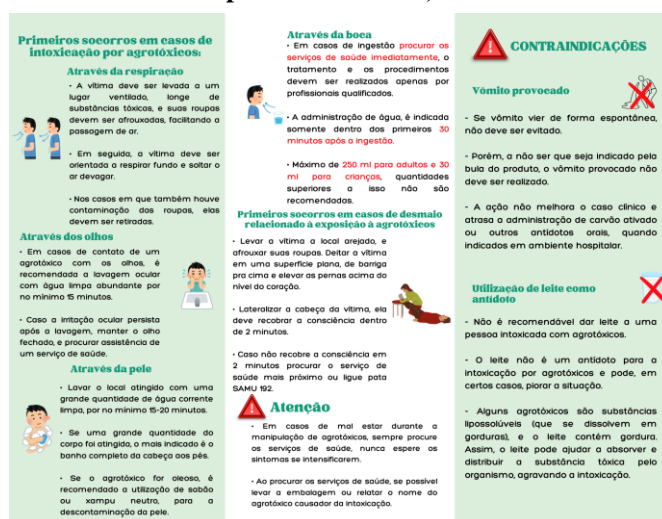 Primeiros socorros em casos de
intoxicação por agrotóxicos:
Através da respiração
• A vítima deve ser levada a um
lugar ventilado, longe de
substâncias tóxicas, e suas roupas
devem ser afrouxadas, facilitando a
passagem de ar.
• Em seguida, a vítima deve ser
orientada a respirar fundo e soltar o
ar devagar.
• Nos casos em que também houve
contaminação das roupas, elas
devem ser retiradas.
Através dos olhos
• Em casos de contato de um
agrotóxico com os olhos, é
recomendada a lavagem ocular
com água limpa abundante por
no mínimo 15 minutos.
• Caso a irritação ocular persista
após a lavagem, manter o olho
fechado, e procurar assistência de
um serviço de saúde.
Através da pele
• Lavar o local atingido com uma
grande quantidade de água corrente
limpa, por no mínimo 15-20 minutos.
• Se uma grande quantidade do
corpo foi atingida, o mais indicado é o
banho completo da cabeça aos pés.
• Se o agrotóxico for oleoso, é
recomendado a utilização de sabão
ou xampu neutro, para a
descontaminação da pele.
Através da boca
• Em casos de ingestão procurar os
serviços de saúde imediatamente, o
tratamento e os procedimentos
devem ser realizados apenas por
profissionais qualificados.
• A administração de água, é indicada
somente dentro dos primeiros 30
minutos após a ingestão.
• Máximo de 250 ml para adultos e 30
ml para crianças, quantidades
superiores a isso não são
recomendadas.
Primeiros socorros em casos de desmaio
relacionado à exposição à agrotóxicos
• Levar a vítima a local arejado, e
afrouxar suas roupas. Deitar a vítima
em uma superfície plana, de barriga
pra cima e elevar as pernas acima do
nível do coração.
• Lateralizar a cabeça da vítima, ela
deve recobrar a consciência dentro
de 2 minutos.
• Caso não recobre a consciência em
2 minutos procurar o serviço de
saúde mais próximo ou ligue pata
SAMU 192.
Atenção
• Em casos de mal estar durante a
manipulação de agrotóxicos, sempre procure
os serviços de saúde, nunca espere os
sintomas se intensificarem.
• Ao procurar os serviços de saúde, se possível
levar a embalagem ou relatar o nome do
agrotóxico causador da intoxicação.
CONTRAINDICAÇÕES
Vômito provocado
- Se vômito vier de forma espontânea,
não deve ser evitado.
- Porém, a não ser que seja indicado pela
bula do produto, o vômito provocado não
deve ser realizado.
- A ação não melhora o caso clínico e
atrasa a administração de carvão ativado
ou outros antídotos orais, quando
indicados em ambiente hospitalar.
Utilização de leite como
antídoto
- Não é recomendável dar leite a uma
pessoa intoxicada com agrotóxicos.
- O leite não é um antídoto para a
intoxicação por agrotóxicos e pode, em
certos casos, piorar a situação.
- Alguns agrotóxicos são substâncias
lipossolúveis (que se dissolvem em
gorduras), e o leite contém gordura.
Assim, o leite pode ajudar a absorver e
distribuir a substância tóxica pelo
organismo, agravando a intoxicação.